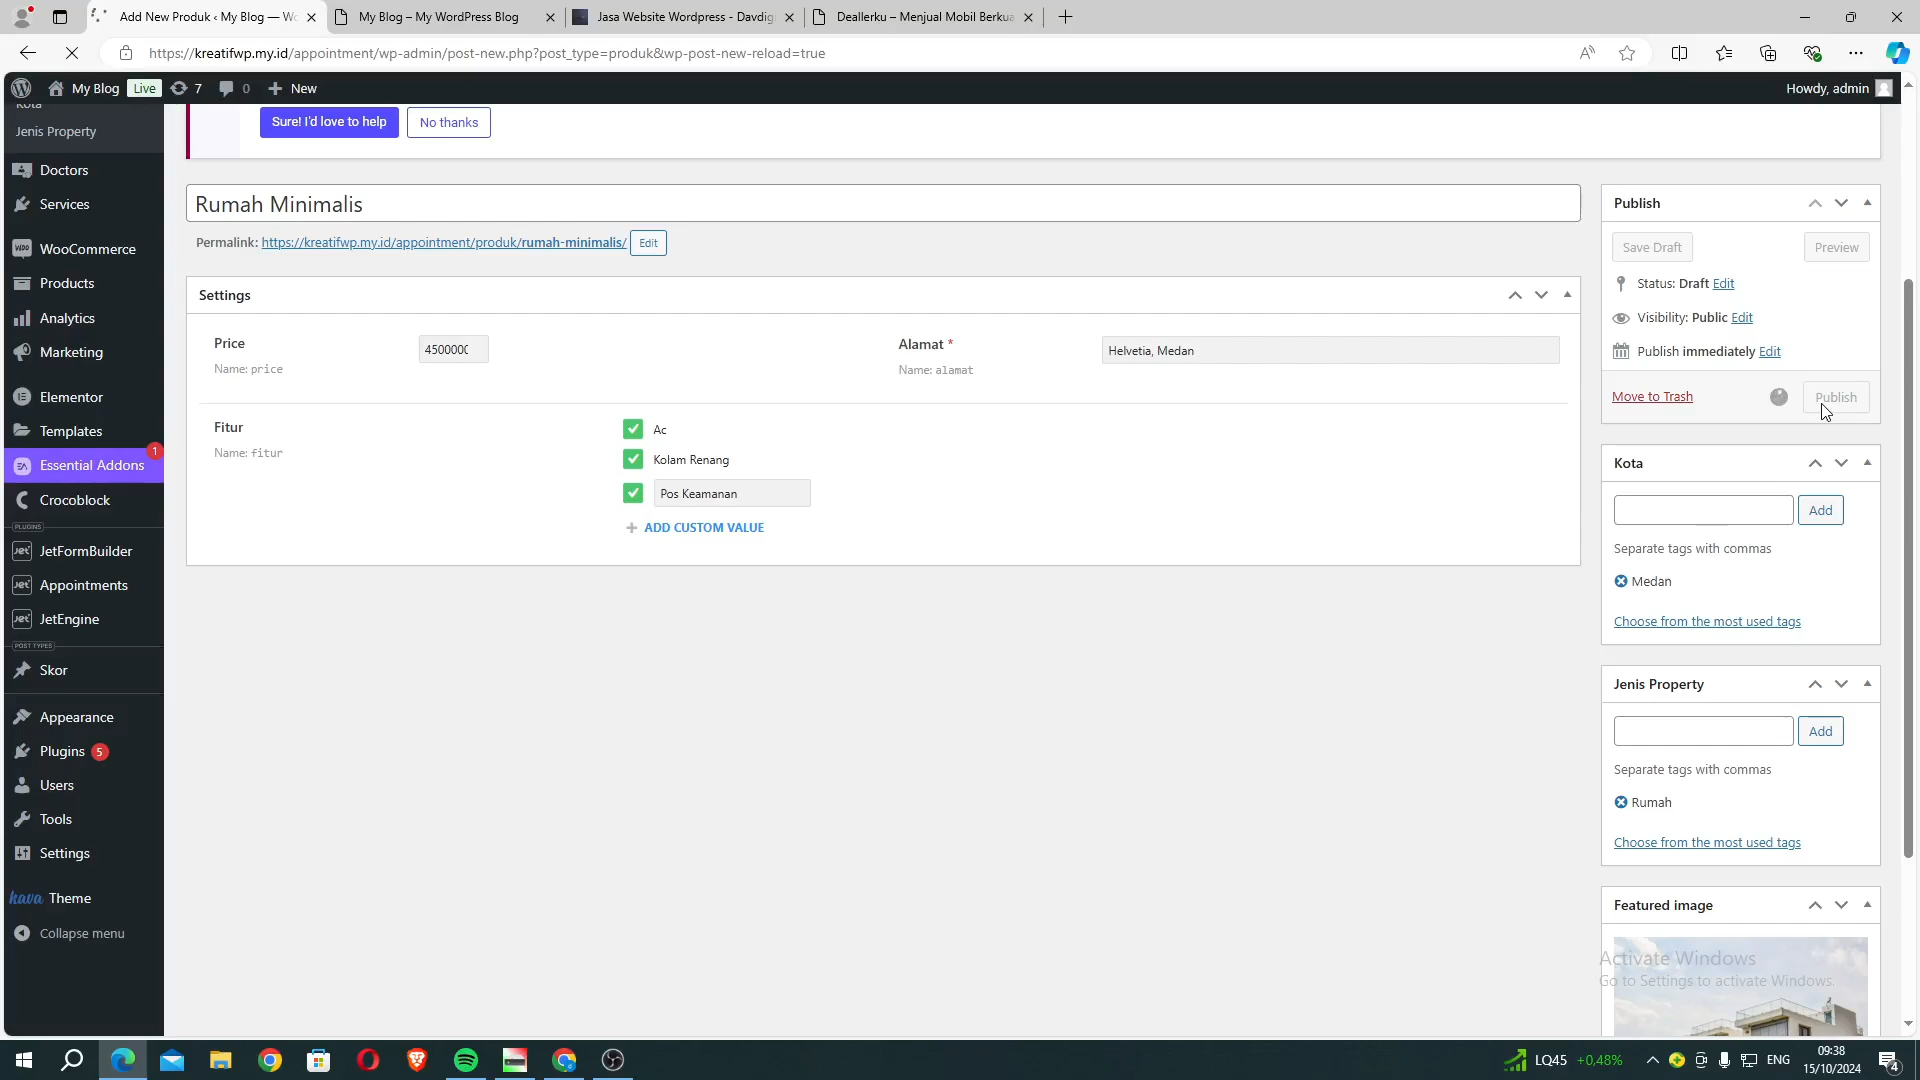 Add New Produk ‹ My Blog — Wo
My Blog – My WordPress Blog
Jasa Website Wordpress - Davdigi
Deallerku – Menjual Mobil Berkua
https://kreatifwp.my.id/appointment/wp-admin/post-new.php?post_type=produk&wp-post-new-reload=true
My Blog
Live
7
0
New
Howdy, admin
Kota
Jenis Property
Doctors
Services
WooCommerce
Products
Analytics
Marketing
Elementor
Templates
Essential Addons
1
Crocoblock
PLUGINS
JetFormBuilder
Appointments
JetEngine
POST TYPES
Skor
Appearance
Plugins 5
Users
Tools
Settings
hava Theme
Collapse menu
Sure! I'd love to help
No thanks
Rumah Minimalis
Permalink: https://kreatifwp.my.id/appointment/produk/rumah-minimalis/ Edit
Settings
Price
Name: price
4500000
Alamat *
Name: alamat
Helvetia, Medan
Fitur
Name: fitur
Ac
Kolam Renang
Pos Keamanan
ADD CUSTOM VALUE
Publish
Save Draft
Preview
Status: Draft Edit
Visibility: Public Edit
Publish immediately Edit
Move to Trash
Publish
Kota
Add
Separate tags with commas
Medan
Choose from the most used tags
Jenis Property
Add
Separate tags with commas
Rumah
Choose from the most used tags
Featured image
Activate Windows
Go to Settings to activate Windows.
LQ45 +0,48%
ENG
09:38
15/10/2024
4